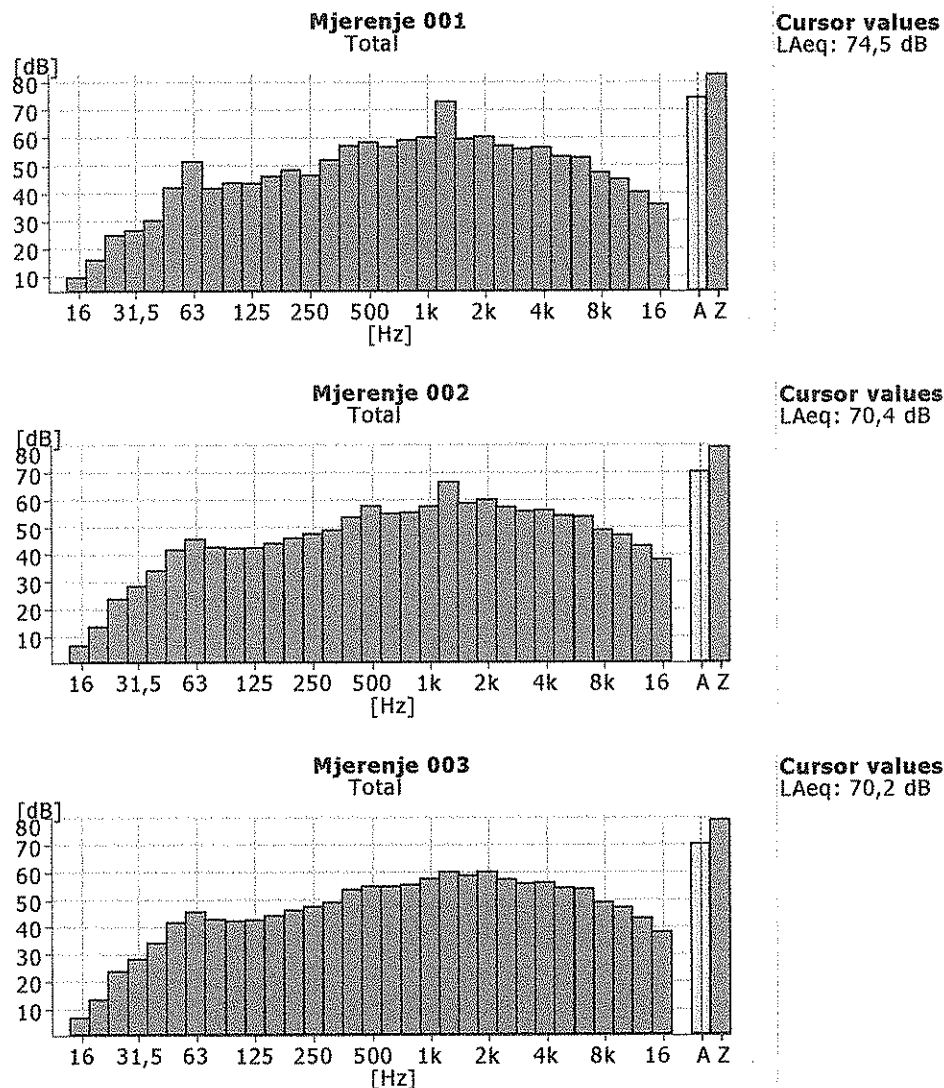 Mjerenje 001
Total
Cursor values
LAeq: 74,5 dB
[dB]
80
70
60
50
40
30
20
10
16 31,5 63 125 250 500 1k 2k 4k 8k 16 A Z
[Hz]
Mjerenje 002
Total
Cursor values
LAeq: 70,4 dB
[dB]
80
70
60
50
40
30
20
10
16 31,5 63 125 250 500 1k 2k 4k 8k 16 A Z
[Hz]
Mjerenje 003
Total
Cursor values
LAeq: 70,2 dB
[dB]
80
70
60
50
40
30
20
10
16 31,5 63 125 250 500 1k 2k 4k 8k 16 A Z
[Hz]